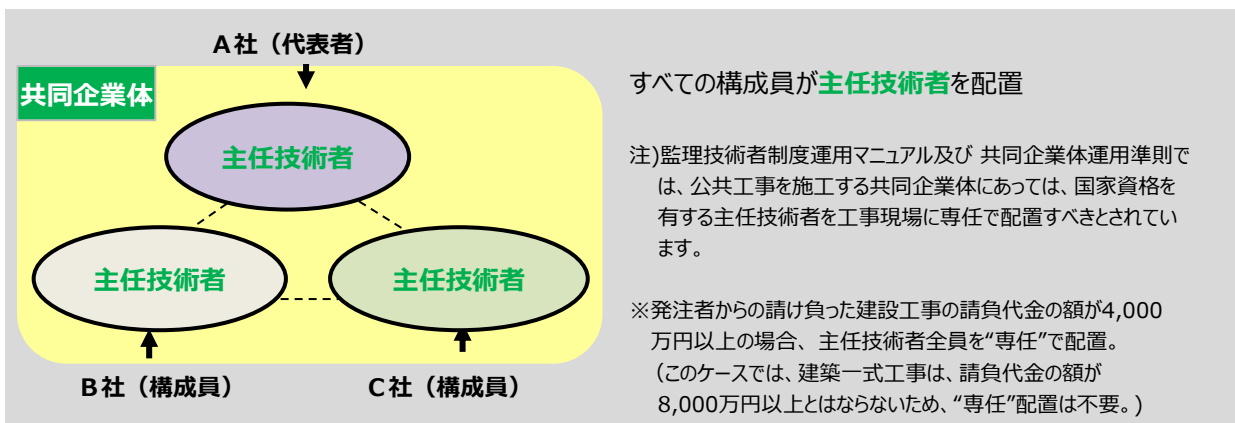 A社（代表者）
共同企業体
主任技術者
主任技術者
主任技術者
B社（構成員）
C社（構成員）
すべての構成員が主任技術者を配置
注)監理技術者制度運用マニュアル及び 共同企業体運用準則で
は、公共工事を施工する共同企業体にあっては、国家資格を
有する主任技術者を工事現場に専任で配置すべきとされてい
ます。
※発注者からの請け負った建設工事の請負代金の額が4,000
万円以上の場合、主任技術者全員を“専任”で配置。
（このケースでは、建築一式工事は、請負代金の額が
8,000万円以上とはならないため、“専任”配置は不要。)